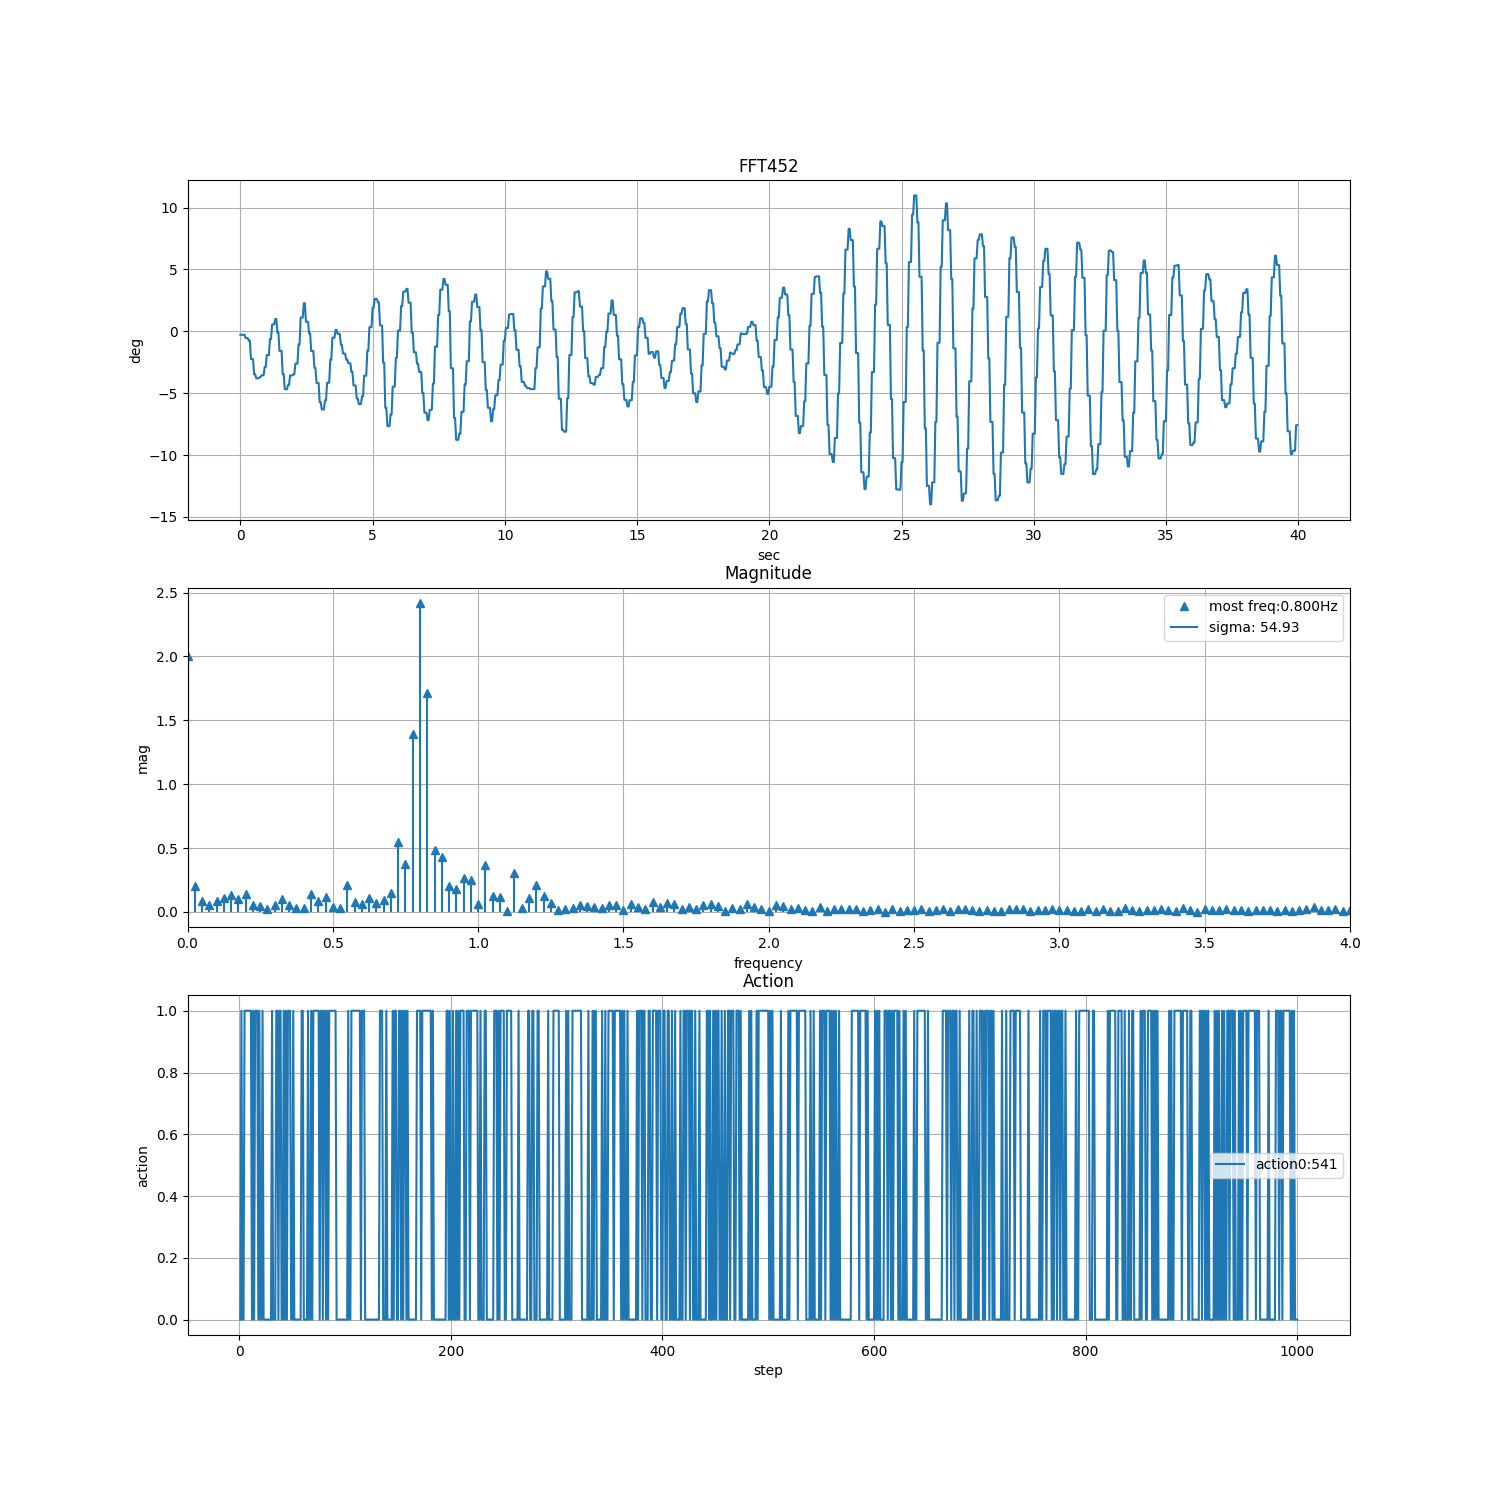 FFT452
10
5
0
−5
−10
−15
deg
0 5 10 15 20 25 30 35 40
sec
Magnitude
2.5
2.0
1.5
1.0
0.5
0.0
mag
most freq:0.800Hz
sigma: 54.93
0.0 0.5 1.0 1.5 2.0 2.5 3.0 3.5 4.0
frequency
Action
1.0
0.8
0.6
0.4
0.2
0.0
action
action0:541
0 200 400 600 800 1000
step